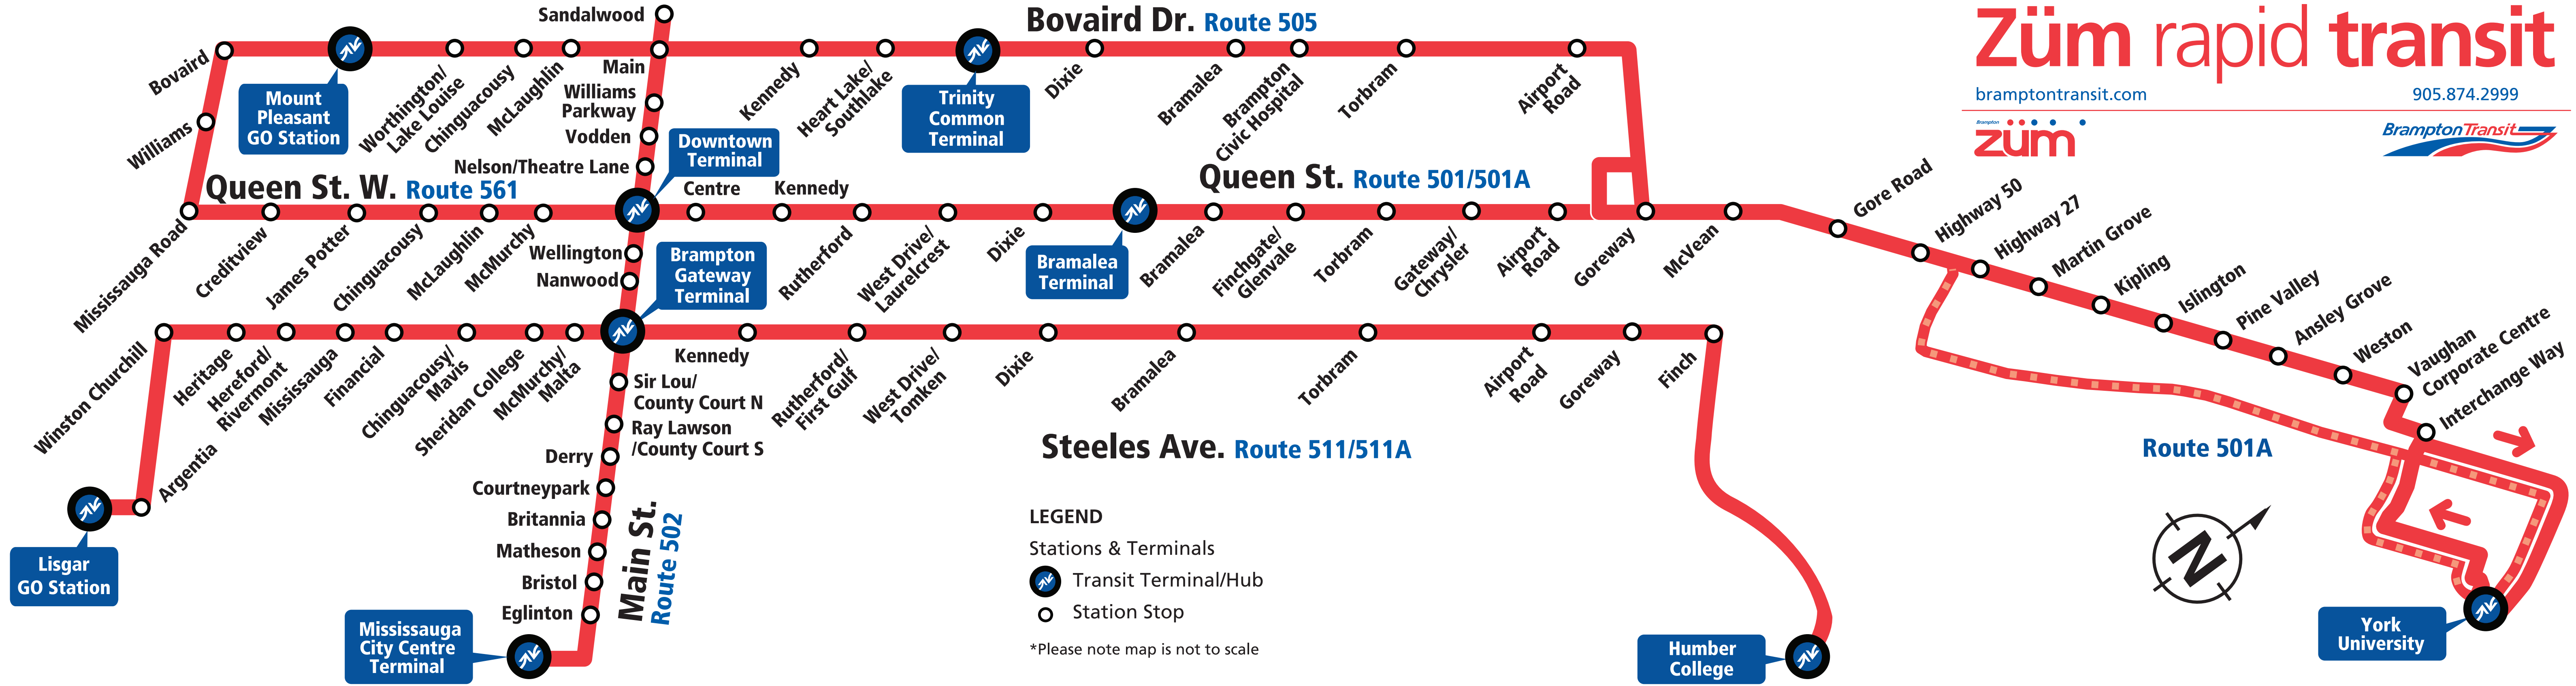 Züm rapid transit
bramptontransit.com
905.874.2999
Brampton
züm
Brampton Transit
Bovaird Dr. Route 505
Sandalwood
Bovaird
Williams
Mount
Pleasant
GO Station
Worthington/
Lake Louise
Chinguacousy
McLaughlin
Main
Kennedy
Heart Lake/
Southlake
Trinity
Common
Terminal
Dixie
Bramalea
Brampton
Civic Hospital
Torbram
Airport
Road
Williams
Parkway
Vodden
Nelson/Theatre Lane
Downtown
Terminal
Queen St. W. Route 561
Queen St. Route 501/501A
Mississauga Road
Creditview
James Potter
Chinguacousy
McLaughlin
McMurchy
Centre
Kennedy
Rutherford
West Drive/
Laurelcrest
Dixie
Bramalea
Terminal
Bramalea
Finchgate/
Glenvale
Torbram
Gateway/
Chrysler
Airport
Road
Goreway
McVean
Gore Road
Highway 50
Highway 27
Martin Grove
Kipling
Islington
Pine Valley
Ansley Grove
Weston
Vaughan
Corporate Centre
Interchange Way
Route 501A
York
University
Wellington
Nanwood
Brampton
Gateway
Terminal
Winston Churchill
Heritage
Hereford/
Rivermont
Mississauga
Financial
Chinguacousy/
Mavis
Sheridan College
McMurchy/
Malta
Kennedy
Rutherford/
First Gulf
West Drive/
Tomken
Dixie
Bramalea
Torbram
Airport
Road
Goreway
Finch
Argentia
Lisgar
GO Station
Steeles Ave. Route 511/511A
Sir Lou/
County Court N
Ray Lawson
/County Court S
Derry
Courtneypark
Britannia
Matheson
Bristol
Eglinton
Main St.
Route 502
Mississauga
City Centre
Terminal
Humber
College
LEGEND
Stations & Terminals
Transit Terminal/Hub
Station Stop
*Please note map is not to scale
N